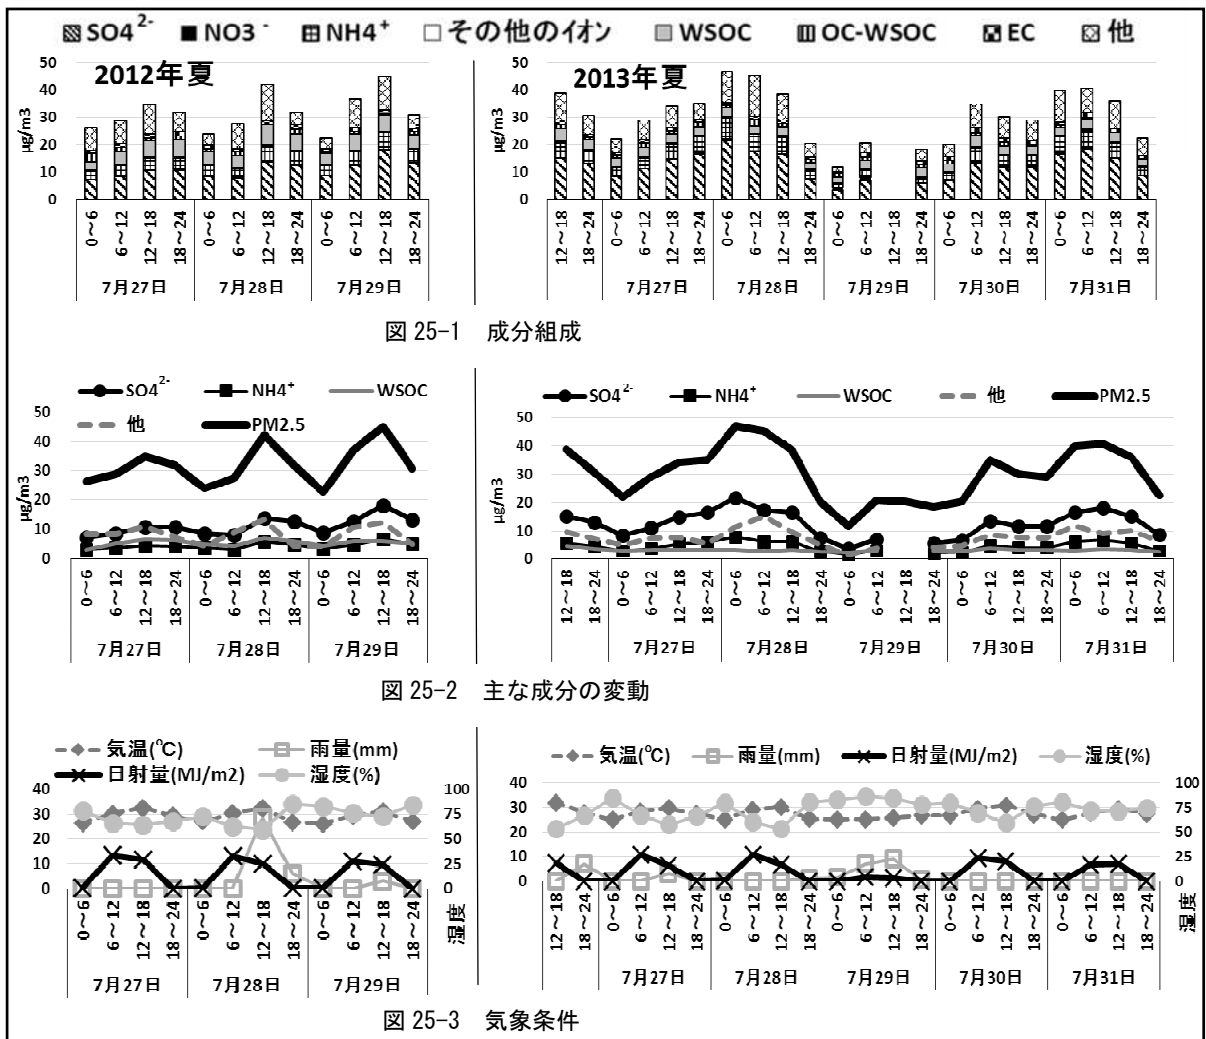 SO4²⁻ NO3⁻ NH4⁺ その他のイオン WSOC OC-WSOC EC 他
2012年夏
μg/m3
50
40
30
20
10
0
0～6 6～12 12～18 18～24 0～6 6～12 12～18 18～24 0～6 6～12 12～18 18～24
7月27日 7月28日 7月29日
2013年夏
μg/m3
50
40
30
20
10
0
12～18 18～24 0～6 6～12 12～18 18～24 0～6 6～12 12～18 18～24 0～6 6～12 12～18 18～24 0～6 6～12 12～18 18～24 0～6 6～12 12～18 18～24
7月27日 7月28日 7月29日 7月30日 7月31日
図 25-1 成分組成
SO4²⁻ NH4⁺ WSOC
他 PM2.5
μg/m3
50
40
30
20
10
0
0～6 6～12 12～18 18～24 0～6 6～12 12～18 18～24 0～6 6～12 12～18 18～24
7月27日 7月28日 7月29日
SO4²⁻ NH4⁺ WSOC 他 PM2.5
μg/m3
50
40
30
20
10
0
12～18 18～24 0～6 6～12 12～18 18～24 0～6 6～12 12～18 18～24 0～6 6～12 12～18 18～24 0～6 6～12 12～18 18～24 0～6 6～12 12～18 18～24
7月27日 7月28日 7月29日 7月30日 7月31日
図 25-2 主な成分の変動
気温(℃) 雨量(mm)
日射量(MJ/m2) 湿度(%)
40
30
20
10
0
100
75
50
25
0
湿度
0～6 6～12 12～18 18～24 0～6 6～12 12～18 18～24 0～6 6～12 12～18 18～24
7月27日 7月28日 7月29日
気温(℃) 雨量(mm) 日射量(MJ/m2) 湿度(%)
40
30
20
10
0
100
75
50
25
0
湿度
12～18 18～24 0～6 6～12 12～18 18～24 0～6 6～12 12～18 18～24 0～6 6～12 12～18 18～24 0～6 6～12 12～18 18～24 0～6 6～12 12～18 18～24
7月27日 7月28日 7月29日 7月30日 7月31日
図 25-3 気象条件